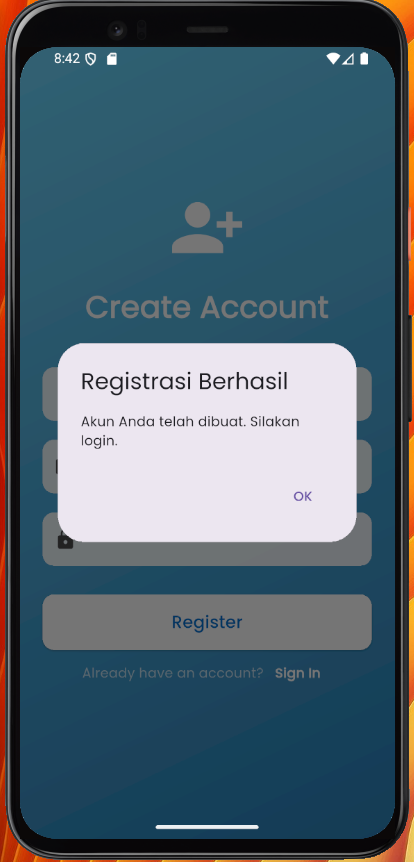 8:42
Create Account
Registrasi Berhasil
Akun Anda telah dibuat. Silakan
login.
OK
Register
Already have an account? Sign In